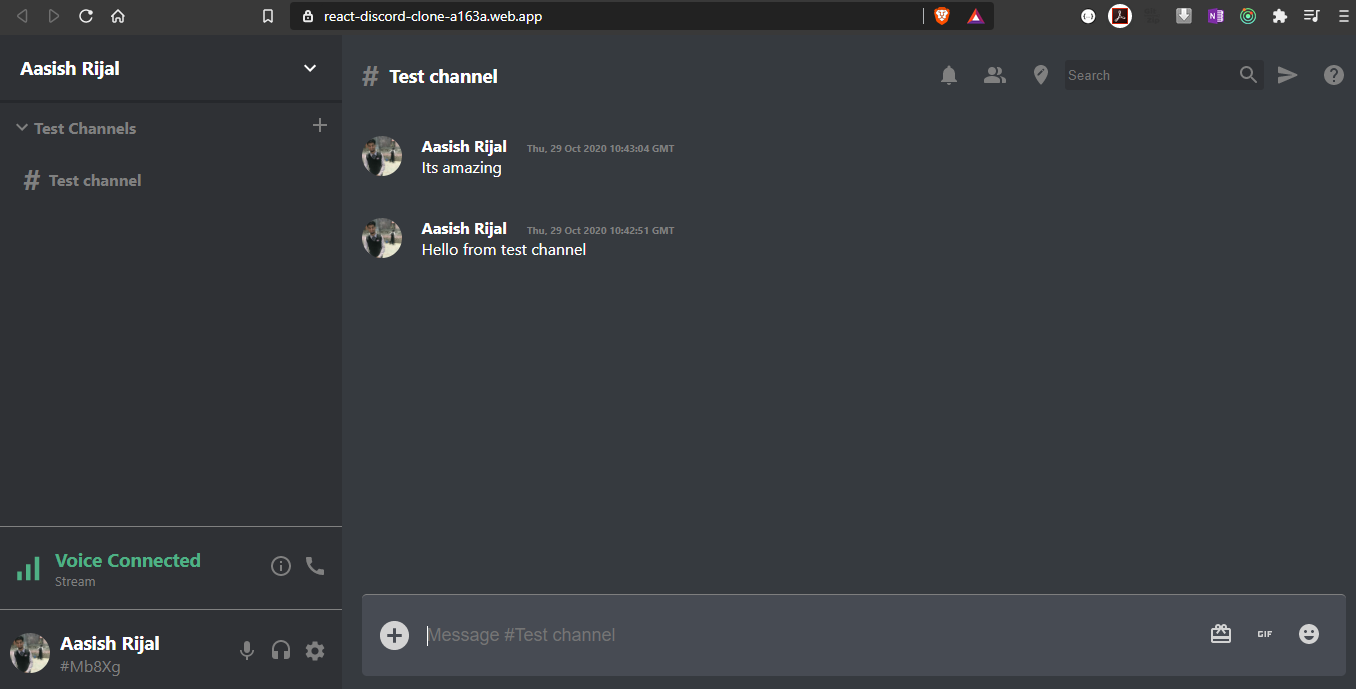 react-discord-clone-a163a.web.app
Aasish Rijal
Test Channels
# Test channel
Voice Connected
Stream
Aasish Rijal
#Mb8Xg
# Test channel
Search
Aasish Rijal Thu, 29 Oct 2020 10:43:04 GMT
Its amazing
Aasish Rijal Thu, 29 Oct 2020 10:42:51 GMT
Hello from test channel
Message #Test channel
GIF